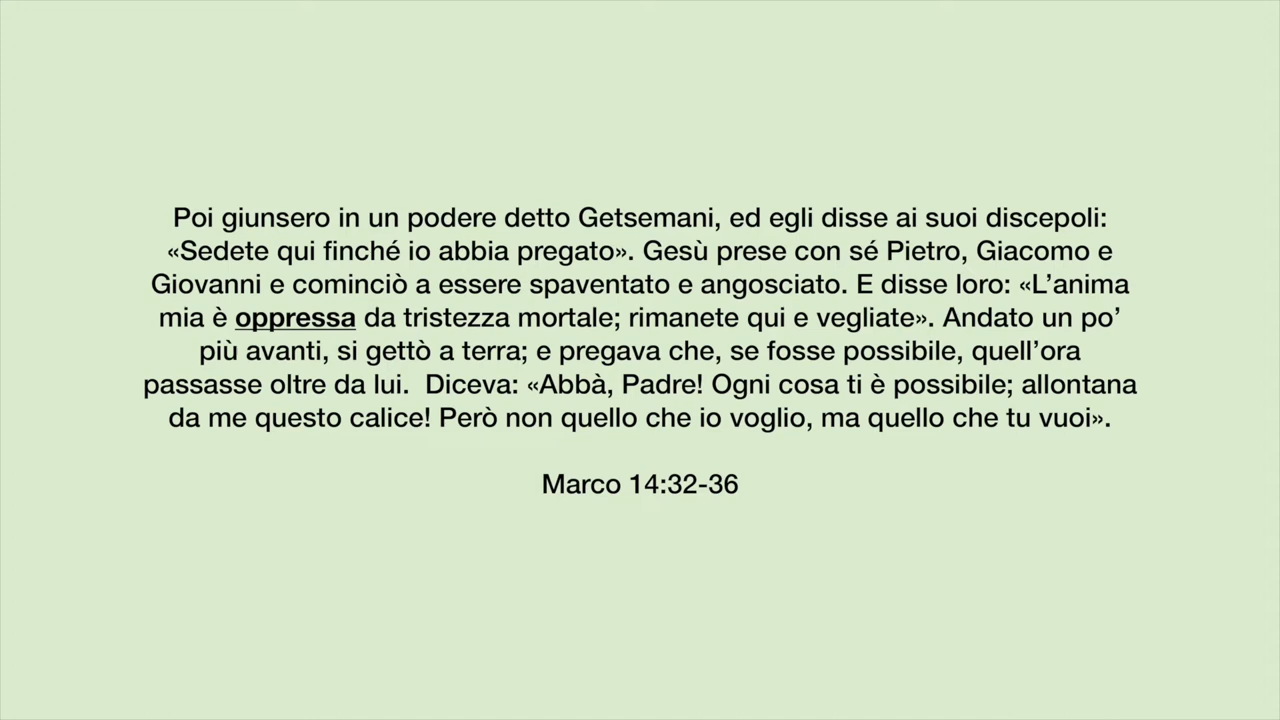 Poi giunsero in un podere detto Getsemani, ed egli disse ai suoi discepoli:
«Sedete qui finché io abbia pregato». Gesù prese con sé Pietro, Giacomo e
Giovanni e cominciò a essere spaventato e angosciato. E disse loro: «L’anima
mia è oppressa da tristezza mortale; rimanete qui e vegliate». Andato un po’
più avanti, si gettò a terra; e pregava che, se fosse possibile, quell’ora
passasse oltre da lui.  Diceva: «Abbà, Padre! Ogni cosa ti è possibile; allontana
da me questo calice! Però non quello che io voglio, ma quello che tu vuoi».
Marco 14:32-36